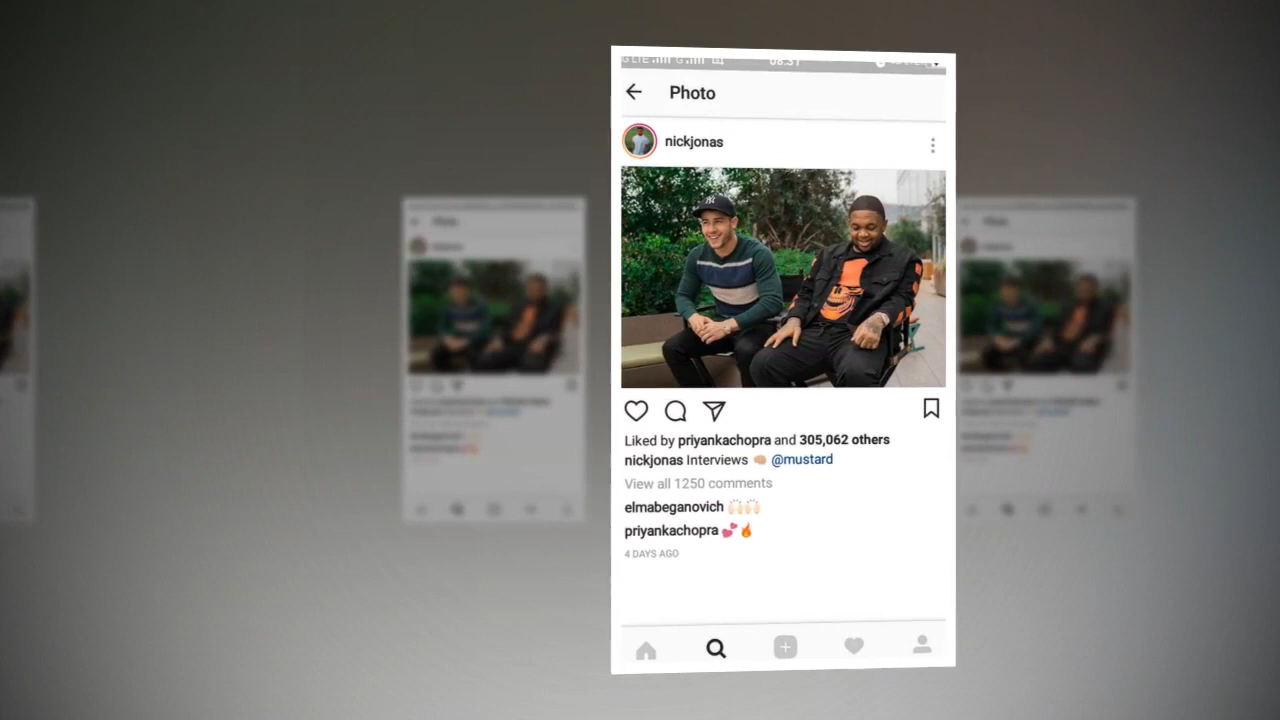 Photo
nickjonas
Liked by priyankachopra and 305,062 others
nickjonas Interviews 👊🏼 @mustard
View all 1250 comments
elmabeganovich 🙌🏻🙌🏻
priyankachopra 💕🔥
4 DAYS AGO